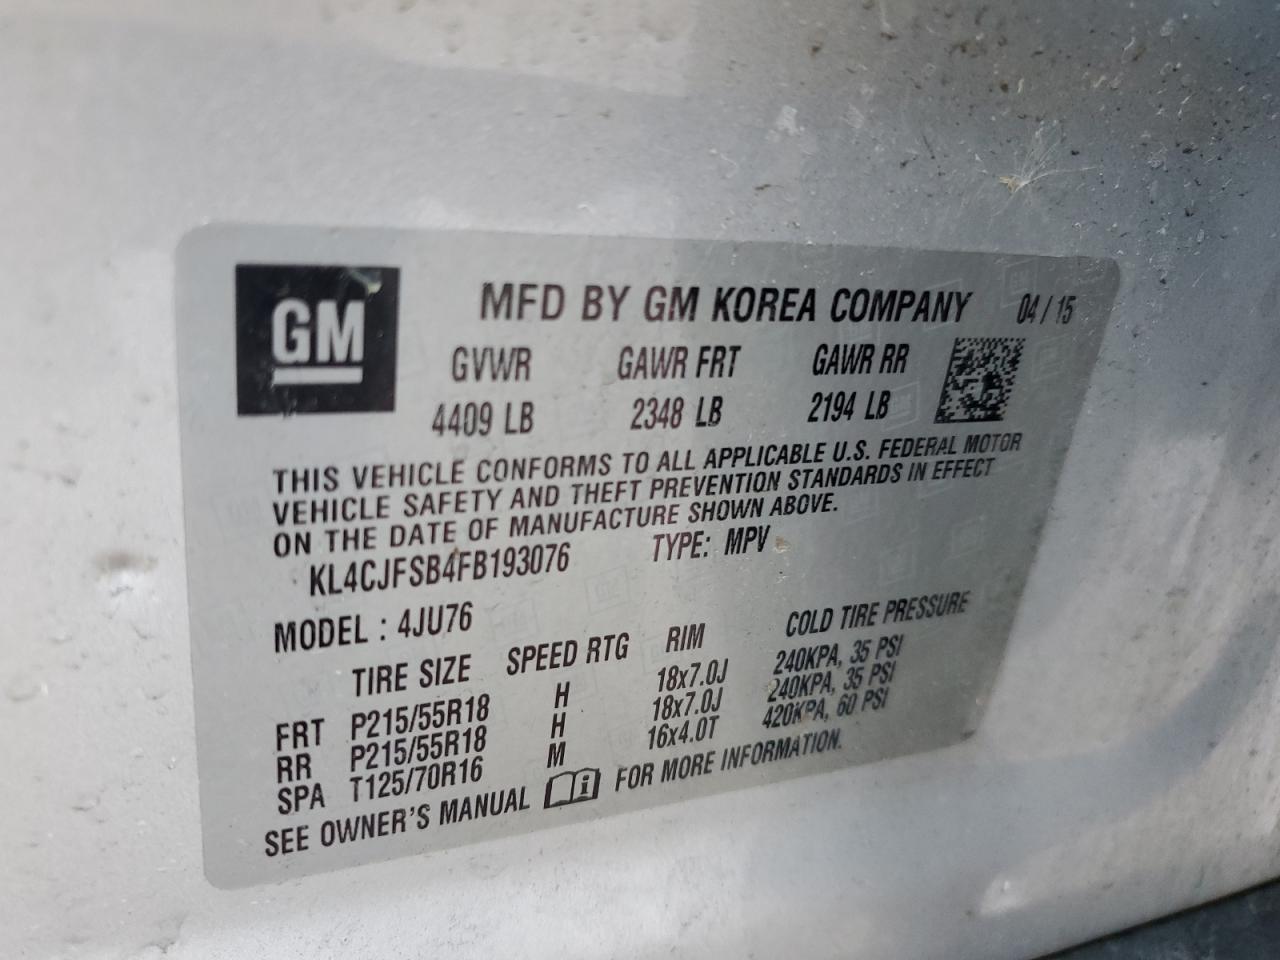 GM
MFD BY GM KOREA COMPANY 04/15
GVWR GAWR FRT GAWR RR
4409 LB 2348 LB 2194 LB
THIS VEHICLE CONFORMS TO ALL APPLICABLE U.S. FEDERAL MOTOR
VEHICLE SAFETY AND THEFT PREVENTION STANDARDS IN EFFECT
ON THE DATE OF MANUFACTURE SHOWN ABOVE.
KL4CJFSB4FB193076 TYPE: MPV
MODEL : 4JU76
TIRE SIZE SPEED RTG RIM COLD TIRE PRESSURE
FRT P215/55R18 H 18x7.0J 240KPA, 35 PSI
RR P215/55R18 H 18x7.0J 240KPA, 35 PSI
SPA T125/70R16 M 16x4.0T 420KPA, 60 PSI
SEE OWNER'S MANUAL i FOR MORE INFORMATION.